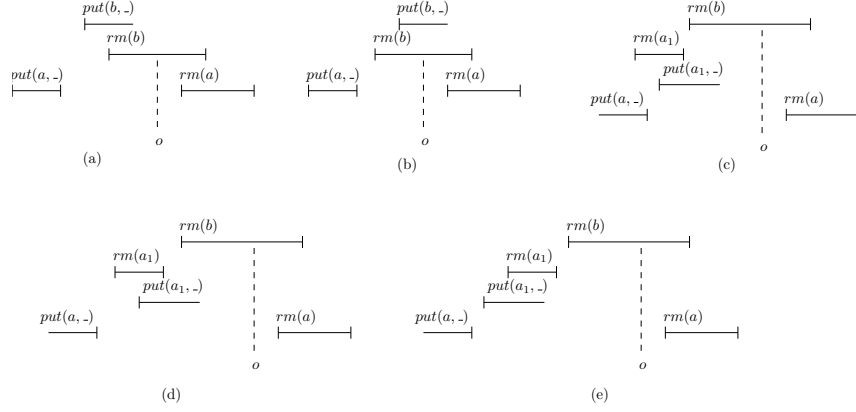 put(b, _)
rm(b)
put(a, _)
rm(a)
o
(a)
put(b, _)
rm(b)
put(a, _)
rm(a)
o
(b)
rm(b)
rm(a₁)
put(a₁, _)
put(a, _)
rm(a)
o
(c)
rm(b)
rm(a₁)
put(a₁, _)
put(a, _)
rm(a)
o
(d)
rm(b)
rm(a₁)
put(a₁, _)
put(a, _)
rm(a)
o
(e)